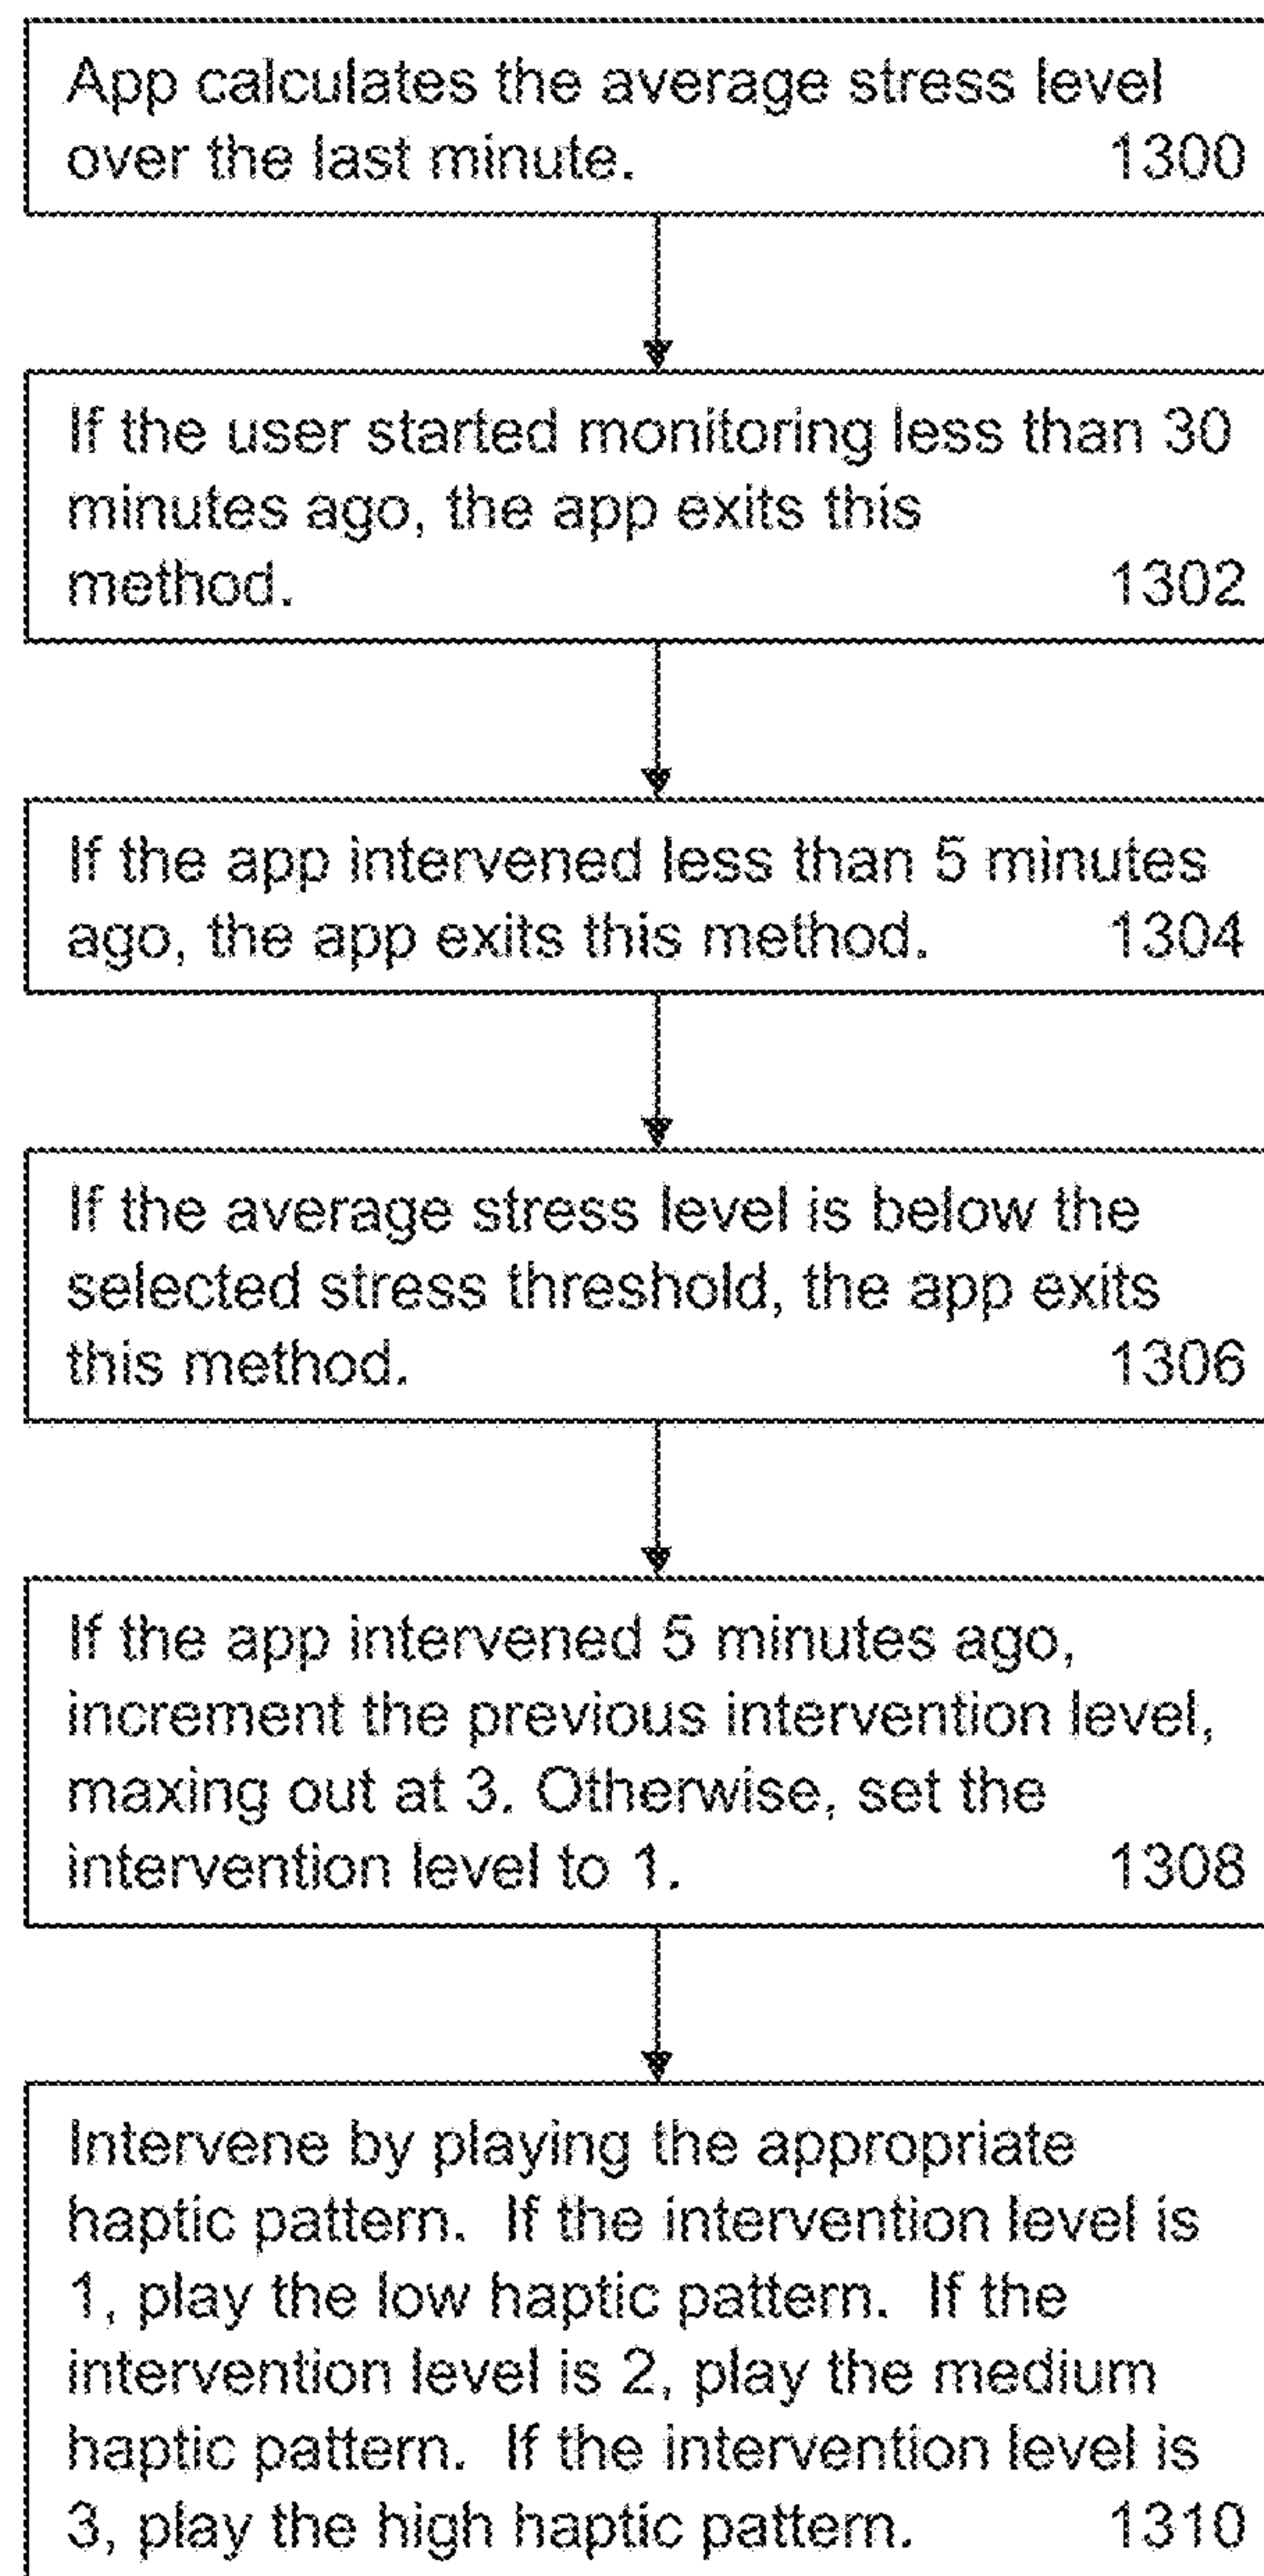 App calculates the average stress level
over the last minute. 1300
If the user started monitoring less than 30
minutes ago, the app exits this
method. 1302
If the app intervened less than 5 minutes
ago, the app exits this method. 1304
If the average stress level is below the
selected stress threshold, the app exits
this method. 1306
If the app intervened 5 minutes ago,
increment the previous intervention level,
maxing out at 3. Otherwise, set the
intervention level to 1. 1308
Intervene by playing the appropriate
haptic pattern. If the intervention level is
1, play the low haptic pattern. If the
intervention level is 2, play the medium
haptic pattern. If the intervention level is
3, play the high haptic pattern. 1310